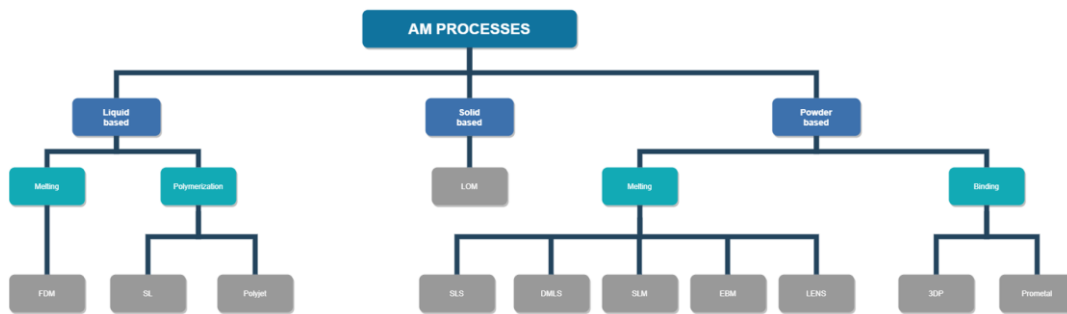 AM PROCESSES
Liquid
based
Solid
based
Powder
based
Melting
Polymerization
LOM
Melting
Binding
FDM
SL
Polyjet
SLS
DMLS
SLM
EBM
LENS
3DP
Prometal